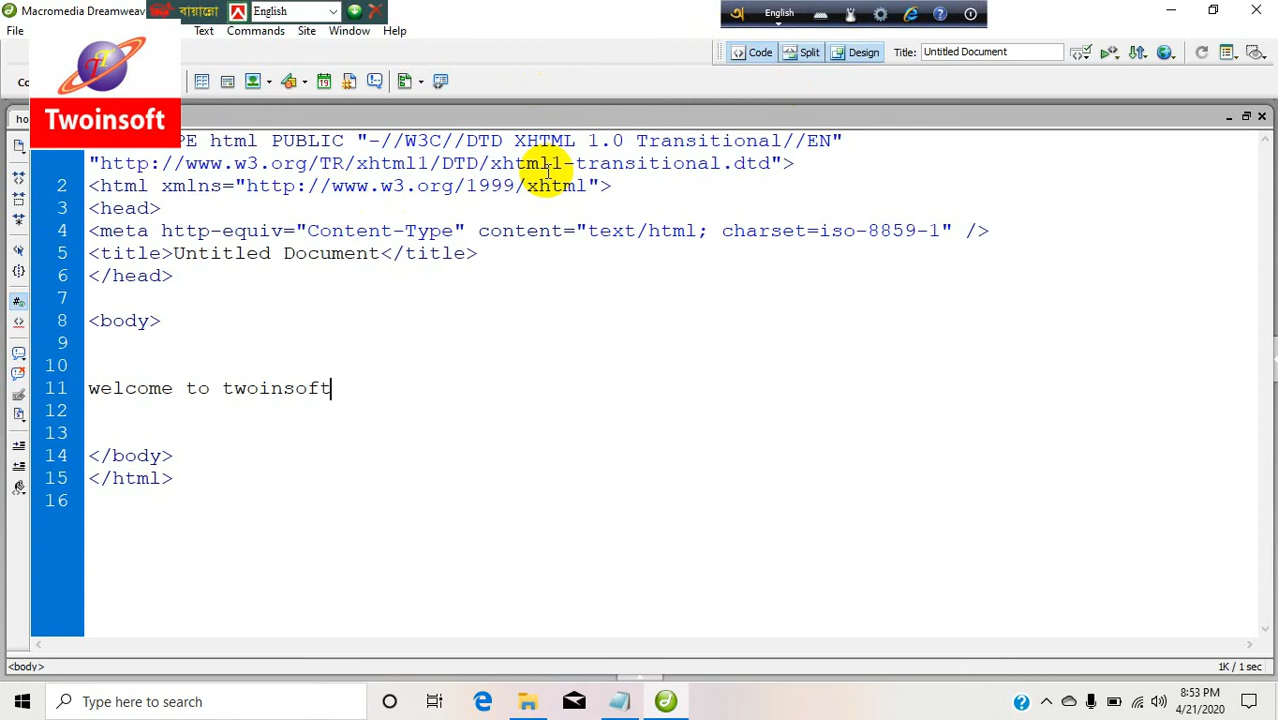 Macromedia Dreamweav
বায়ান্নো
English
English
Text Commands Site Window Help
Code Split Design Title: Untitled Document
Twoinsoft
PE html PUBLIC "-//W3C//DTD XHTML 1.0 Transitional//EN"
"http://www.w3.org/TR/xhtml1/DTD/xhtml1-transitional.dtd">
2 <html xmlns="http://www.w3.org/1999/xhtml">
3 <head>
4 <meta http-equiv="Content-Type" content="text/html; charset=iso-8859-1" />
5 <title>Untitled Document</title>
6 </head>
7
8 <body>
9
10
11 welcome to twoinsoft
12
13
14 </body>
15 </html>
16
<body> 1K / 1 sec
Type here to search
8:53 PM
4/21/2020